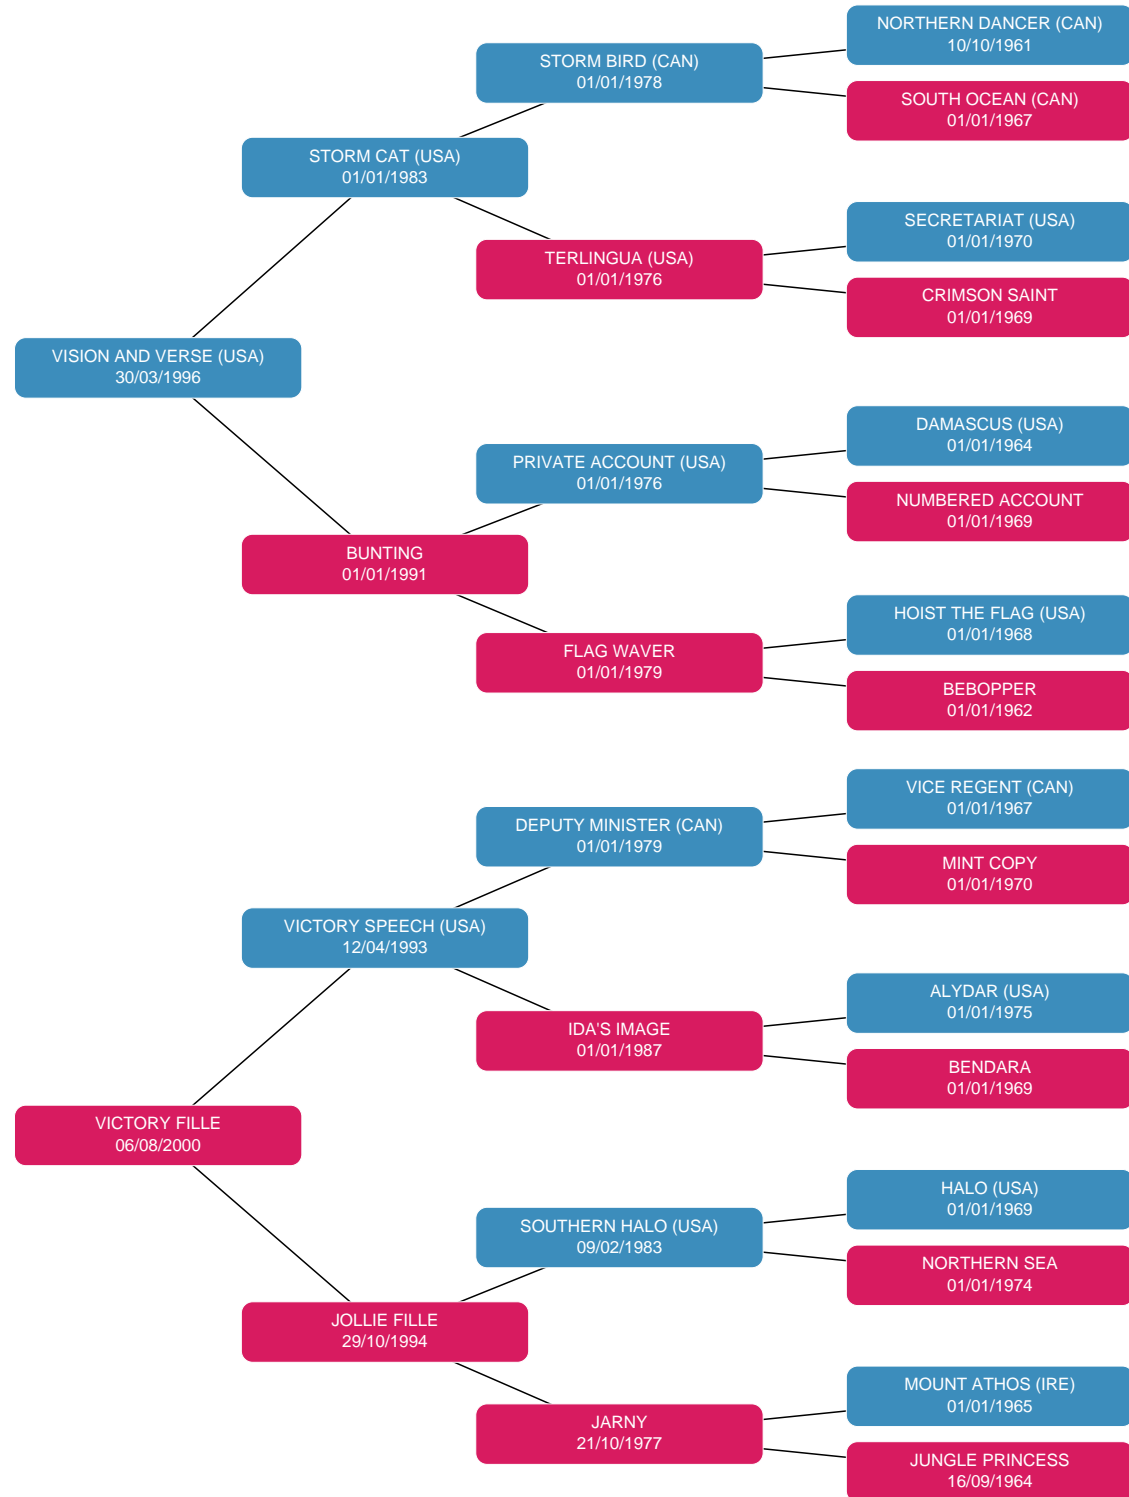 NORTHERN DANCER (CAN)
10/10/1961
STORM BIRD (CAN)
01/01/1978
SOUTH OCEAN (CAN)
01/01/1967
STORM CAT (USA)
01/01/1983
SECRETARIAT (USA)
01/01/1970
TERLINGUA (USA)
01/01/1976
CRIMSON SAINT
01/01/1969
VISION AND VERSE (USA)
30/03/1996
DAMASCUS (USA)
01/01/1964
PRIVATE ACCOUNT (USA)
01/01/1976
NUMBERED ACCOUNT
01/01/1969
BUNTING
01/01/1991
HOIST THE FLAG (USA)
01/01/1968
FLAG WAVER
01/01/1979
BEBOPPER
01/01/1962
VICE REGENT (CAN)
01/01/1967
DEPUTY MINISTER (CAN)
01/01/1979
MINT COPY
01/01/1970
VICTORY SPEECH (USA)
12/04/1993
ALYDAR (USA)
01/01/1975
IDA'S IMAGE
01/01/1987
BENDARA
01/01/1969
VICTORY FILLE
06/08/2000
HALO (USA)
01/01/1969
SOUTHERN HALO (USA)
09/02/1983
NORTHERN SEA
01/01/1974
JOLLIE FILLE
29/10/1994
MOUNT ATHOS (IRE)
01/01/1965
JARNY
21/10/1977
JUNGLE PRINCESS
16/09/1964